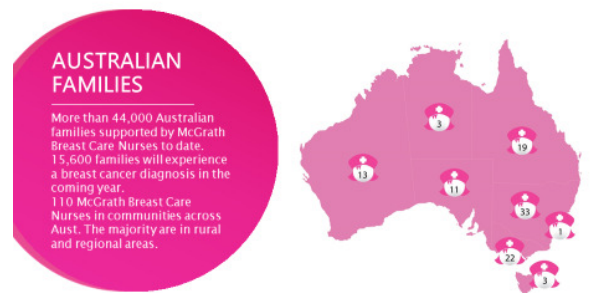 AUSTRALIAN
FAMILIES
More than 44,000 Australian
families supported by McGrath
Breast Care Nurses to date.
15,600 families will experience
a breast cancer diagnosis in the
coming year.
110 McGrath Breast Care
Nurses in communities across
Aust. The majority are in rural
and regional areas.
3
19
13
11
33
1
22
3